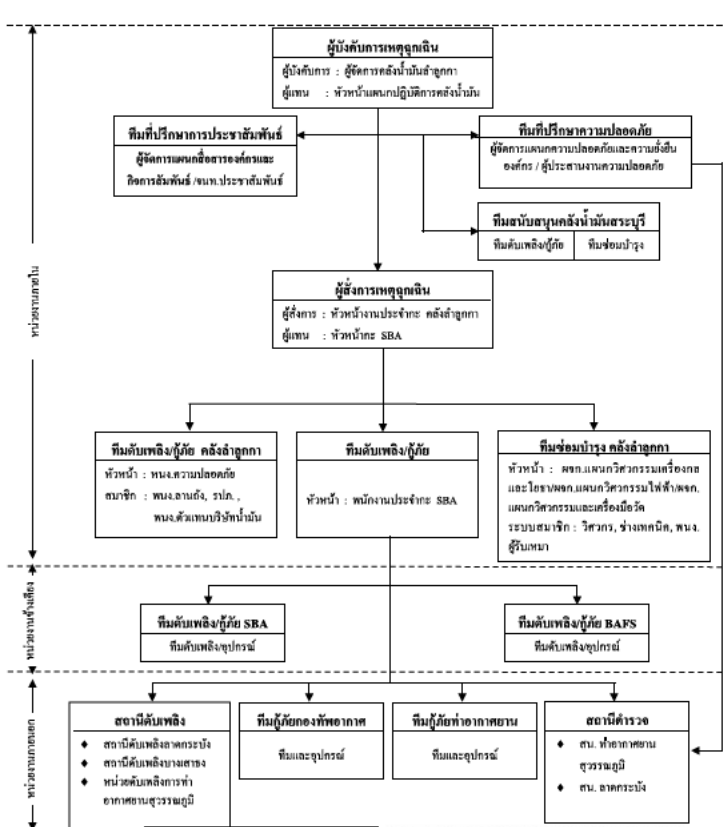 ผู้บังคับการเหตุฉุกเฉิน
ผู้บังคับการ : ผู้จัดการคลังน้ำมันลำลูกกา
ผู้แทน : หัวหน้าแผนกปฏิบัติการคลังน้ำมัน
ทีมที่ปรึกษาการประชาสัมพันธ์
ผู้จัดการแผนกสื่อสารองค์กรและ
กิจการสัมพันธ์ /จนท.ประชาสัมพันธ์
ทีมที่ปรึกษาความปลอดภัย
ผู้จัดการแผนกความปลอดภัยและความยั่งยืน
องค์กร / ผู้ประสานงานความปลอดภัย
ทีมสนับสนุนคลังน้ำมันสระบุรี
ทีมดับเพลิง/กู้ภัย
ทีมซ่อมบำรุง
หน่วยงานภายใน
ผู้สั่งการเหตุฉุกเฉิน
ผู้สั่งการ : หัวหน้างานประจำกะ คลังลำลูกกา
ผู้แทน : หัวหน้ากะ SBA
ทีมดับเพลิง/กู้ภัย คลังลำลูกกา
หัวหน้า : พนง.ความปลอดภัย
สมาชิก : พนง.ลานถัง, รปภ. ,
พนง.ตัวแทนบริษัทน้ำมัน
ทีมดับเพลิง/กู้ภัย
หัวหน้า : พนักงานประจำกะ SBA
ทีมซ่อมบำรุง คลังลำลูกกา
หัวหน้า : ผจก.แผนกวิศวกรรมเครื่องกล
และโยธา/ผจก.แผนกวิศวกรรมไฟฟ้า/ผจก.
แผนกวิศวกรรมและเครื่องมือวัด
ระบบสมาชิก : วิศวกร, ช่างเทคนิค, พนง.
ผู้รับเหมา
หน่วยงานข้างเคียง
ทีมดับเพลิง/กู้ภัย SBA
ทีมดับเพลิง/อุปกรณ์
ทีมดับเพลิง/กู้ภัย BAFS
ทีมดับเพลิง/อุปกรณ์
หน่วยงานภายนอก
สถานีดับเพลิง
♦ สถานีดับเพลิงลาดกระบัง
♦ สถานีดับเพลิงบางเสาธง
♦ หน่วยดับเพลิงการท่า
อากาศยานสุวรรณภูมิ
ทีมกู้ภัยกองทัพอากาศ
ทีมและอุปกรณ์
ทีมกู้ภัยท่าอากาศยาน
ทีมและอุปกรณ์
สถานีตำรวจ
♦ สน. ท่าอากาศยาน
สุวรรณภูมิ
♦ สน. ลาดกระบัง